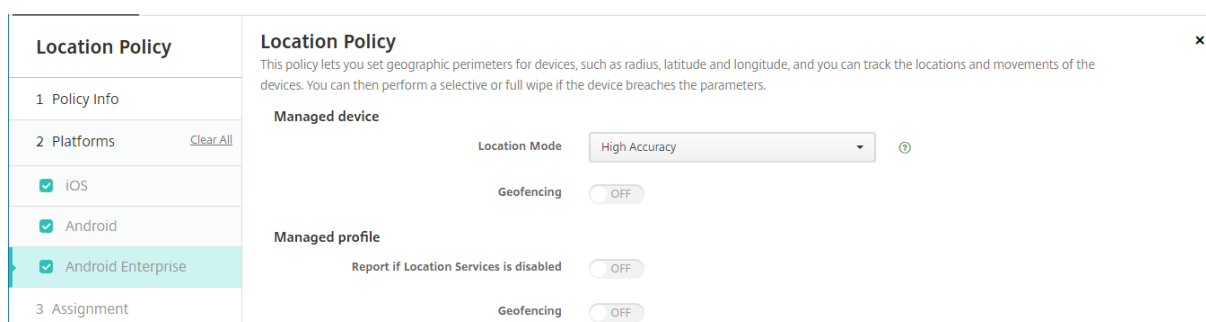 Location Policy
1 Policy Info
2 Platforms Clear All
iOS
Android
Android Enterprise
3 Assignment
Location Policy
This policy lets you set geographic perimeters for devices, such as radius, latitude and longitude, and you can track the locations and movements of the
devices. You can then perform a selective or full wipe if the device breaches the parameters.
Managed device
Location Mode High Accuracy
Geofencing OFF
Managed profile
Report if Location Services is disabled OFF
Geofencing OFF